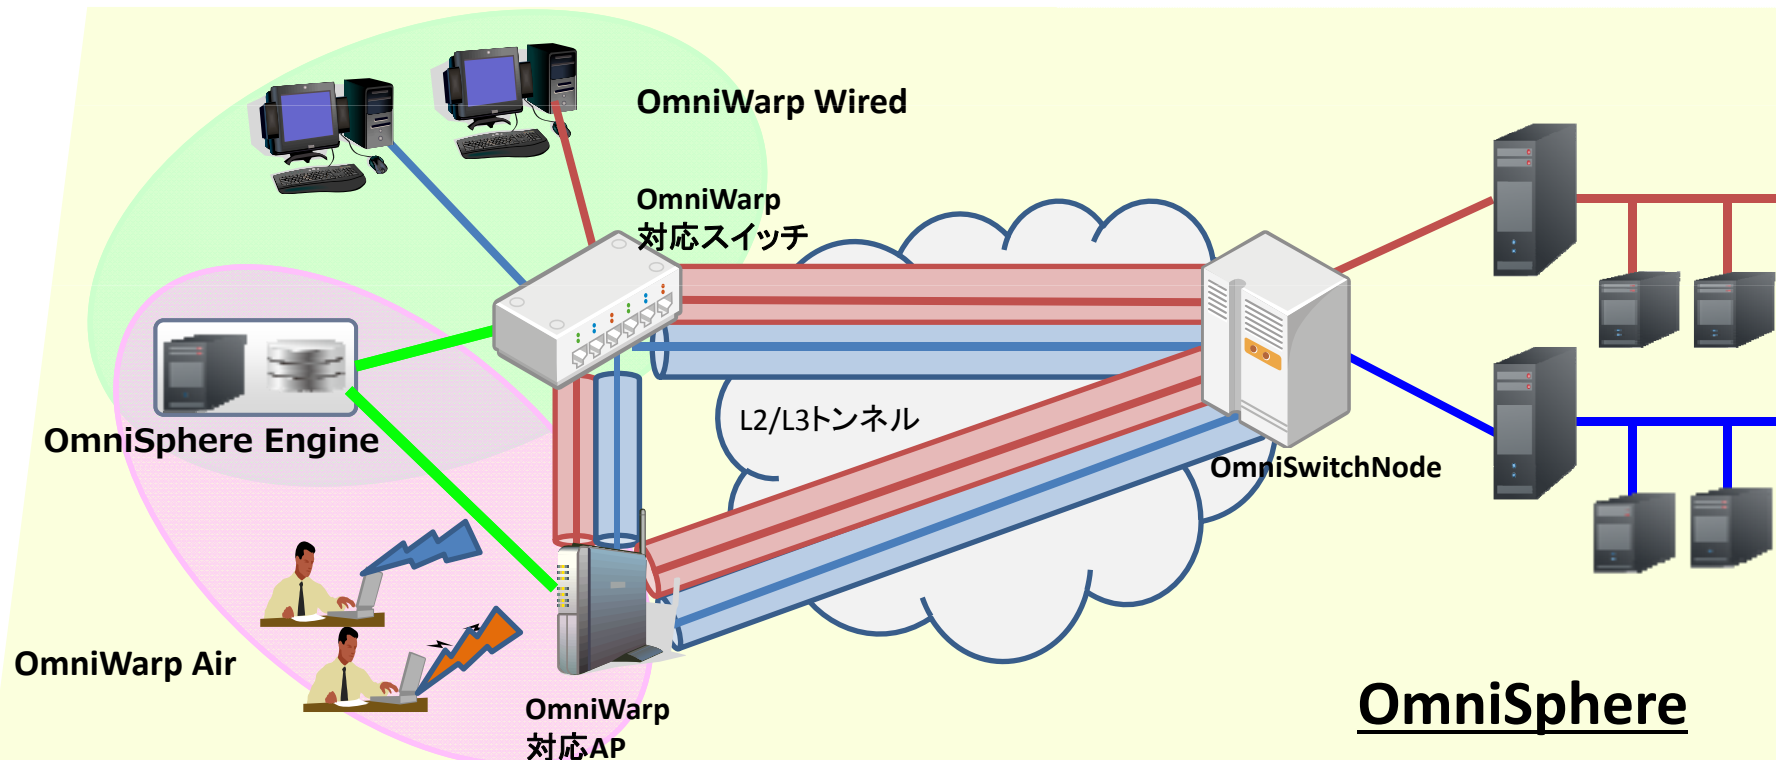 OmniWarp Wired
OmniWarp
対応スイッチ
OmniSphere Engine
L2/L3トンネル
OmniSwitchNode
OmniWarp Air
OmniWarp
対応AP
OmniSphere